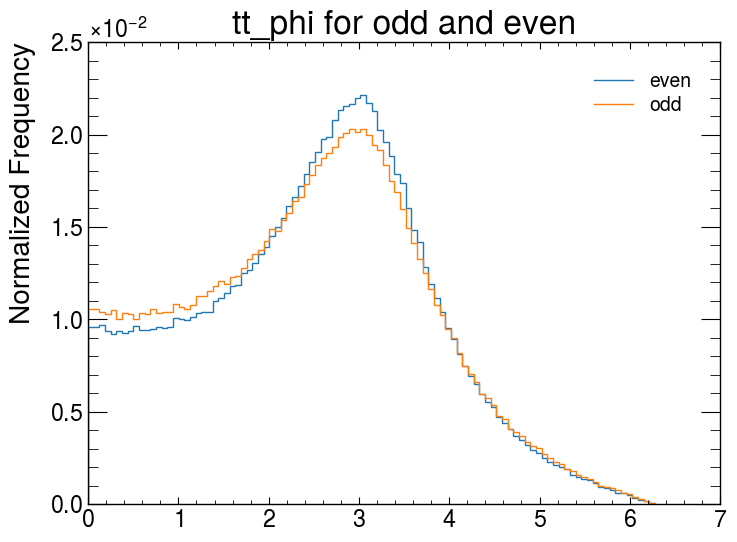 ×10⁻²
tt_phi for odd and even
Normalized Frequency
2.5
2.0
1.5
1.0
0.5
0.0
0 1 2 3 4 5 6 7
even
odd